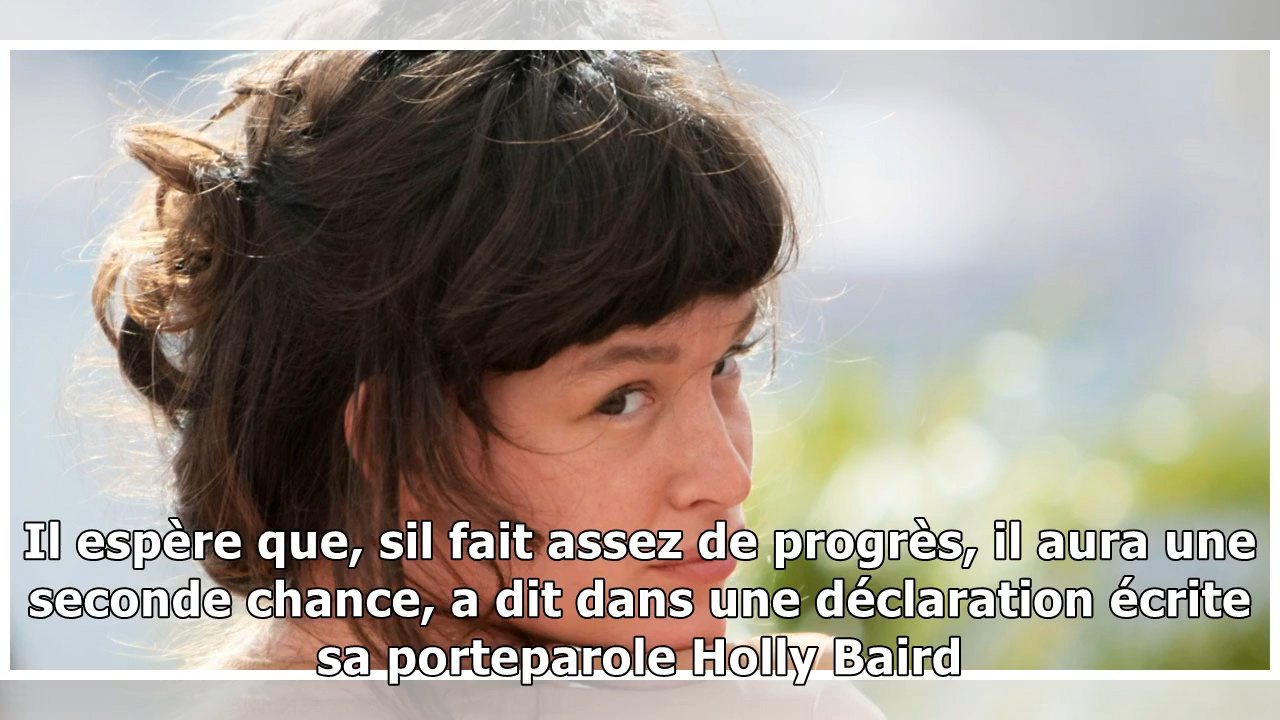 Il espère que, sil fait assez de progrès, il aura une
seconde chance, a dit dans une déclaration écrite
sa porteparole Holly Baird